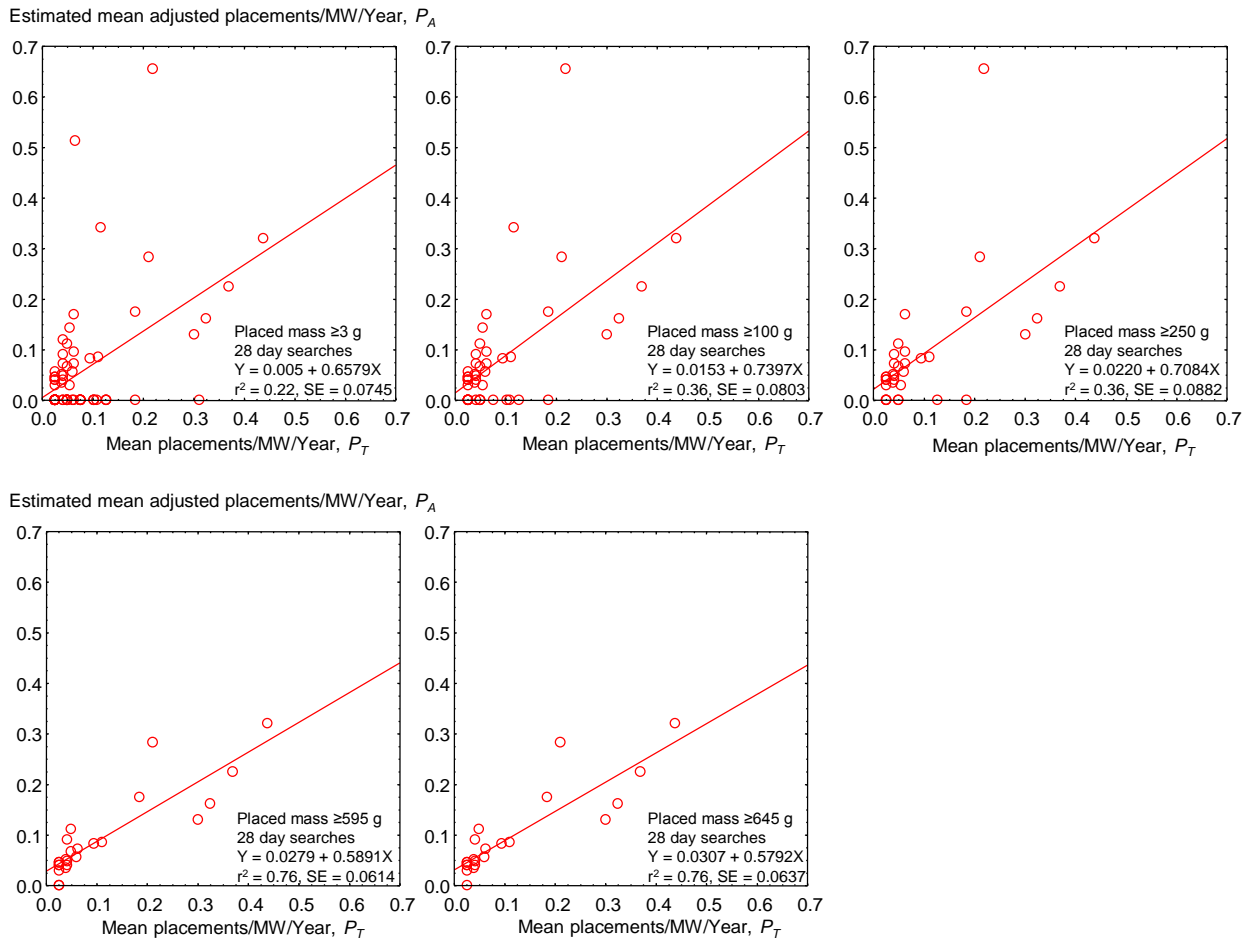 Estimated mean adjusted placements/MW/Year, P_A
0.7
0.6
0.5
0.4
0.3
0.2
0.1
0.0
Placed mass ≥3 g
28 day searches
Y = 0.005 + 0.6579X
r² = 0.22, SE = 0.0745
0.0 0.1 0.2 0.3 0.4 0.5 0.6 0.7
Mean placements/MW/Year, P_T
0.7
0.6
0.5
0.4
0.3
0.2
0.1
0.0
Placed mass ≥100 g
28 day searches
Y = 0.0153 + 0.7397X
r² = 0.36, SE = 0.0803
0.0 0.1 0.2 0.3 0.4 0.5 0.6 0.7
Mean placements/MW/Year, P_T
0.7
0.6
0.5
0.4
0.3
0.2
0.1
0.0
Placed mass ≥250 g
28 day searches
Y = 0.0220 + 0.7084X
r² = 0.36, SE = 0.0882
0.0 0.1 0.2 0.3 0.4 0.5 0.6 0.7
Mean placements/MW/Year, P_T
Estimated mean adjusted placements/MW/Year, P_A
0.7
0.6
0.5
0.4
0.3
0.2
0.1
0.0
Placed mass ≥595 g
28 day searches
Y = 0.0279 + 0.5891X
r² = 0.76, SE = 0.0614
0.0 0.1 0.2 0.3 0.4 0.5 0.6 0.7
Mean placements/MW/Year, P_T
0.7
0.6
0.5
0.4
0.3
0.2
0.1
0.0
Placed mass ≥645 g
28 day searches
Y = 0.0307 + 0.5792X
r² = 0.76, SE = 0.0637
0.0 0.1 0.2 0.3 0.4 0.5 0.6 0.7
Mean placements/MW/Year, P_T